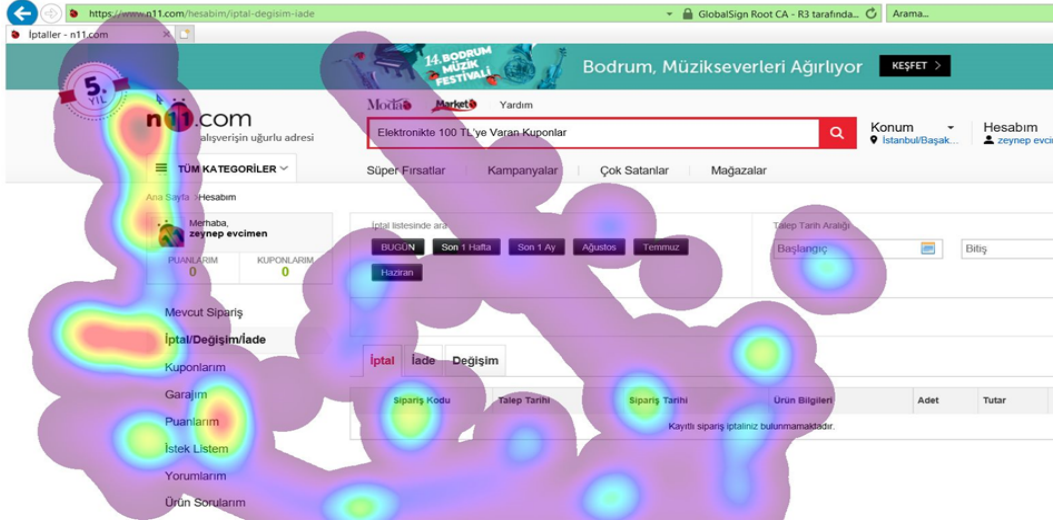 https://www.n11.com/hesabim/iptal-degisim-iade
GlobalSign Root CA - R3 tarafında...
Arama...
İptaller - n11.com
5. YIL
14. BODRUM
MÜZİK
FESTİVALİ
Bodrum, Müzikseverleri Ağırlıyor
KEŞFET >
n11.com
alışverişin uğurlu adresi
Moda
Market
Yardım
Elektronikte 100 TL'ye Varan Kuponlar
Konum
İstanbul/Başak...
Hesabım
zeynep evci
TÜM KATEGORİLER
Süper Fırsatlar
Kampanyalar
Çok Satanlar
Mağazalar
Ana Sayfa >Hesabım
Merhaba,
zeynep evcimen
PUANLARIM
0
KUPONLARIM
0
İptal listesinde ara
BUGÜN
Son 1 Hafta
Son 1 Ay
Ağustos
Temmuz
Haziran
Talep Tarih Aralığı
Başlangıç
Bitiş
Mevcut Sipariş
İptal/Değişim/İade
Kuponlarım
Garajım
Puanlarım
İstek Listem
Yorumlarım
Ürün Sorularım
İptal
İade
Değişim
Sipariş Kodu
Talep Tarihi
Sipariş Tarihi
Ürün Bilgileri
Adet
Tutar
Kayıtlı sipariş iptaliniz bulunmamaktadır.